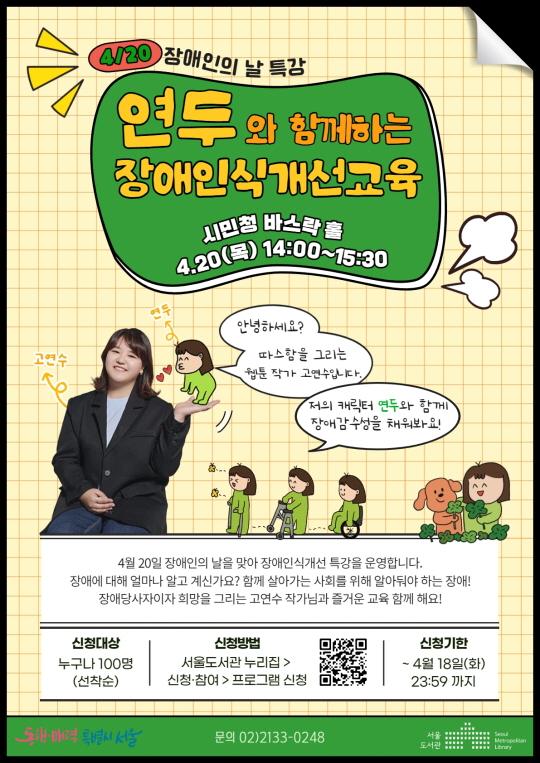 4/20 장애인의 날 특강
연두와 함께하는
장애인식개선교육
시민청 바스락 홀
4.20(목) 14:00~15:30
연두
고연수
안녕하세요?
따스함을 그리는
웹툰 작가 고연수입니다.
저의 캐릭터 연두와 함께
장애감수성을 채워봐요!
4월 20일 장애인의 날을 맞아 장애인식개선 특강을 운영합니다.
장애에 대해 얼마나 알고 계신가요? 함께 살아가는 사회를 위해 알아둬야 하는 장애!
장애당사자이자 희망을 그리는 고연수 작가님과 즐거운 교육 함께 해요!
신청대상
누구나 100명
(선착순)
신청방법
서울도서관 누리집 >
신청·참여 > 프로그램 신청
신청기한
~ 4월 18일(화)
23:59 까지
동행·매력 특별시 서울
문의 02)2133-0248
서울
도서관
Seoul
Metropolitan
Library